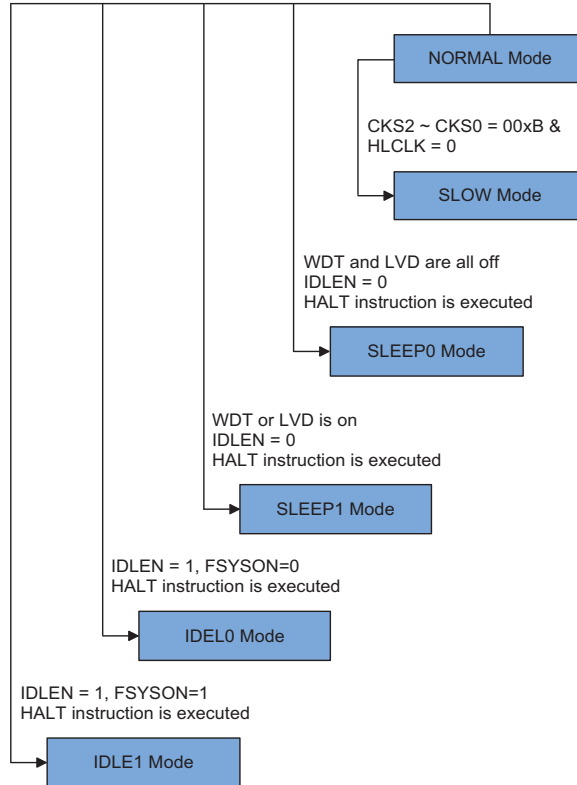 NORMAL Mode
CKS2 ~ CKS0 = 00xB &
HLCLK = 0
SLOW Mode
WDT and LVD are all off
IDLEN = 0
HALT instruction is executed
SLEEP0 Mode
WDT or LVD is on
IDLEN = 0
HALT instruction is executed
SLEEP1 Mode
IDLEN = 1, FSYSON=0
HALT instruction is executed
IDEL0 Mode
IDLEN = 1, FSYSON=1
HALT instruction is executed
IDLE1 Mode